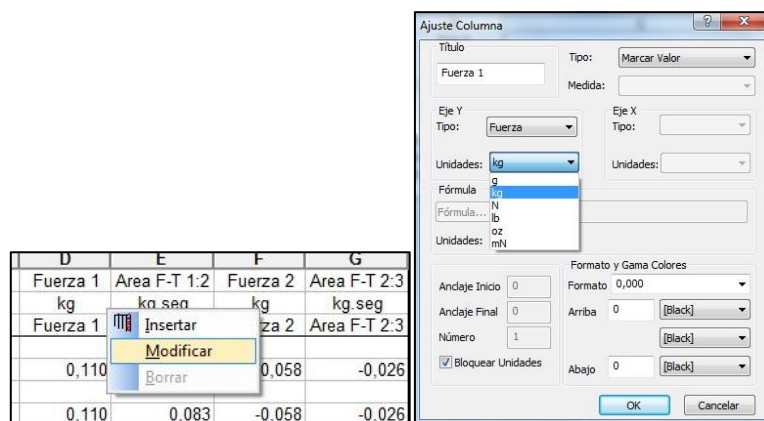 D E F G
Fuerza 1 Area F-T 1:2 Fuerza 2 Area F-T 2:3
kg kg.seg kg kg.seg
Fuerza 1 za 2 Area F-T 2:3
Insertar
Modificar
Borrar
0,110 0,058 -0,026
0,110 0,083 -0,058 -0,026
Ajuste Columna
Título
Fuerza 1
Tipo: Marcar Valor
Medida:
Eje Y
Tipo: Fuerza
Unidades: kg
g
kg
N
lb
oz
mN
Eje X
Tipo:
Unidades:
Fórmula
Fórmula...
Unidades:
Anclaje Inicio 0
Anclaje Final 0
Número 1
Bloquear Unidades
Formato y Gama Colores
Formato 0,000
Arriba 0 [Black]
[Black]
Abajo 0 [Black]
OK Cancelar